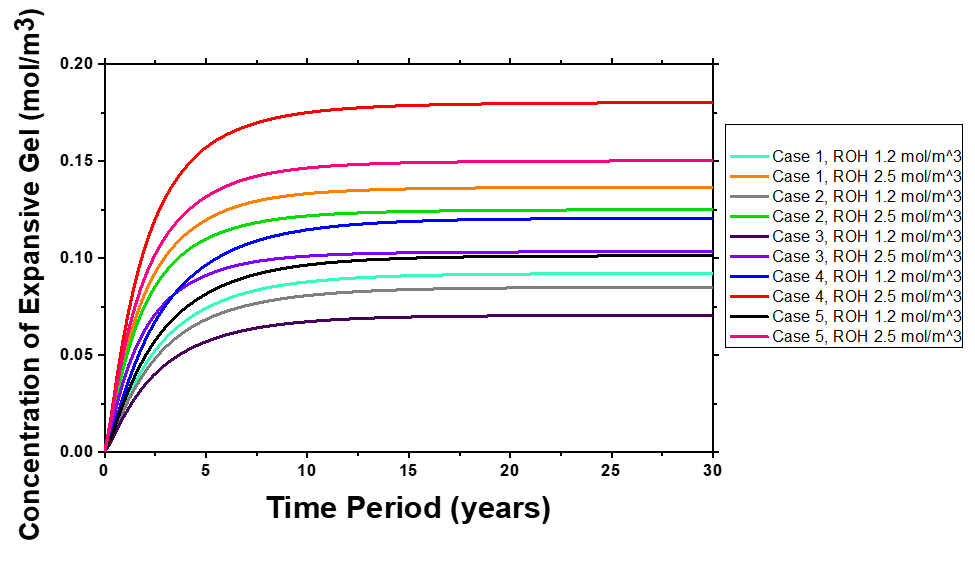 Concentration of Expansive Gel (mol/m3)
0.20
0.15
0.10
0.05
0.00
0 5 10 15 20 25 30
Time Period (years)
Case 1, ROH 1.2 mol/m^3
Case 1, ROH 2.5 mol/m^3
Case 2, ROH 1.2 mol/m^3
Case 2, ROH 2.5 mol/m^3
Case 3, ROH 1.2 mol/m^3
Case 3, ROH 2.5 mol/m^3
Case 4, ROH 1.2 mol/m^3
Case 4, ROH 2.5 mol/m^3
Case 5, ROH 1.2 mol/m^3
Case 5, ROH 2.5 mol/m^3